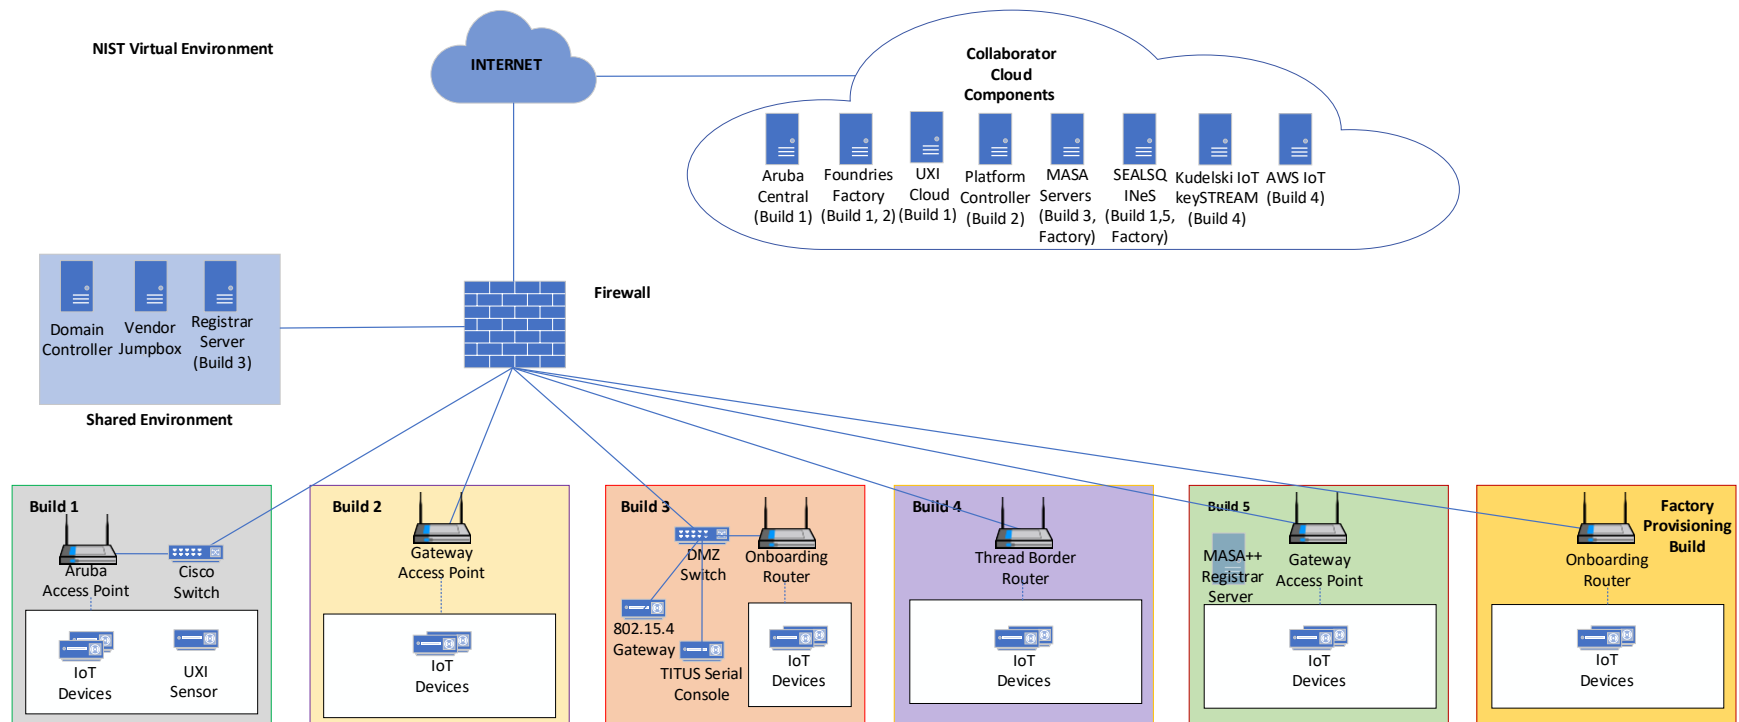 NIST Virtual Environment
INTERNET
Collaborator
Cloud
Components
Aruba
Central
(Build 1)
Foundries
Factory
(Build 1, 2)
UXI
Cloud
(Build 1)
Platform
Controller
(Build 2)
MASA
Servers
(Build 3,
Factory)
SEALSQ
INeS
(Build 1,5,
Factory)
Kudelski IoT
keySTREAM
(Build 4)
AWS IoT
(Build 4)
Firewall
Domain
Controller
Vendor
Jumpbox
Registrar
Server
(Build 3)
Shared Environment
Build 1
Aruba
Access Point
Cisco
Switch
IoT
Devices
UXI
Sensor
Build 2
Gateway
Access Point
IoT
Devices
Build 3
DMZ
Switch
Onboarding
Router
802.15.4
Gateway
TITUS Serial
Console
IoT
Devices
Build 4
Thread Border
Router
IoT
Devices
Build 5
MASA++
Registrar
Server
Gateway
Access Point
IoT
Devices
Factory
Provisioning
Build
Onboarding
Router
IoT
Devices